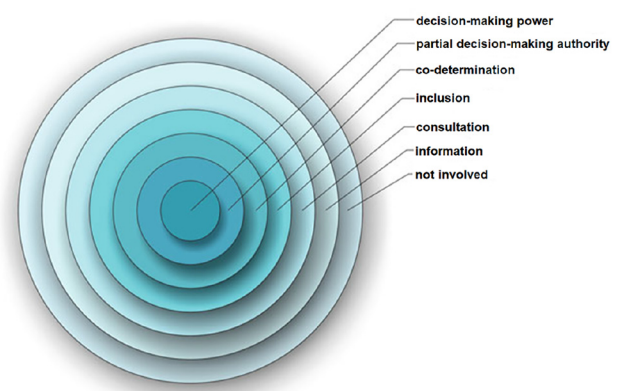 decision-making power
partial decision-making authority
co-determination
inclusion
consultation
information
not involved